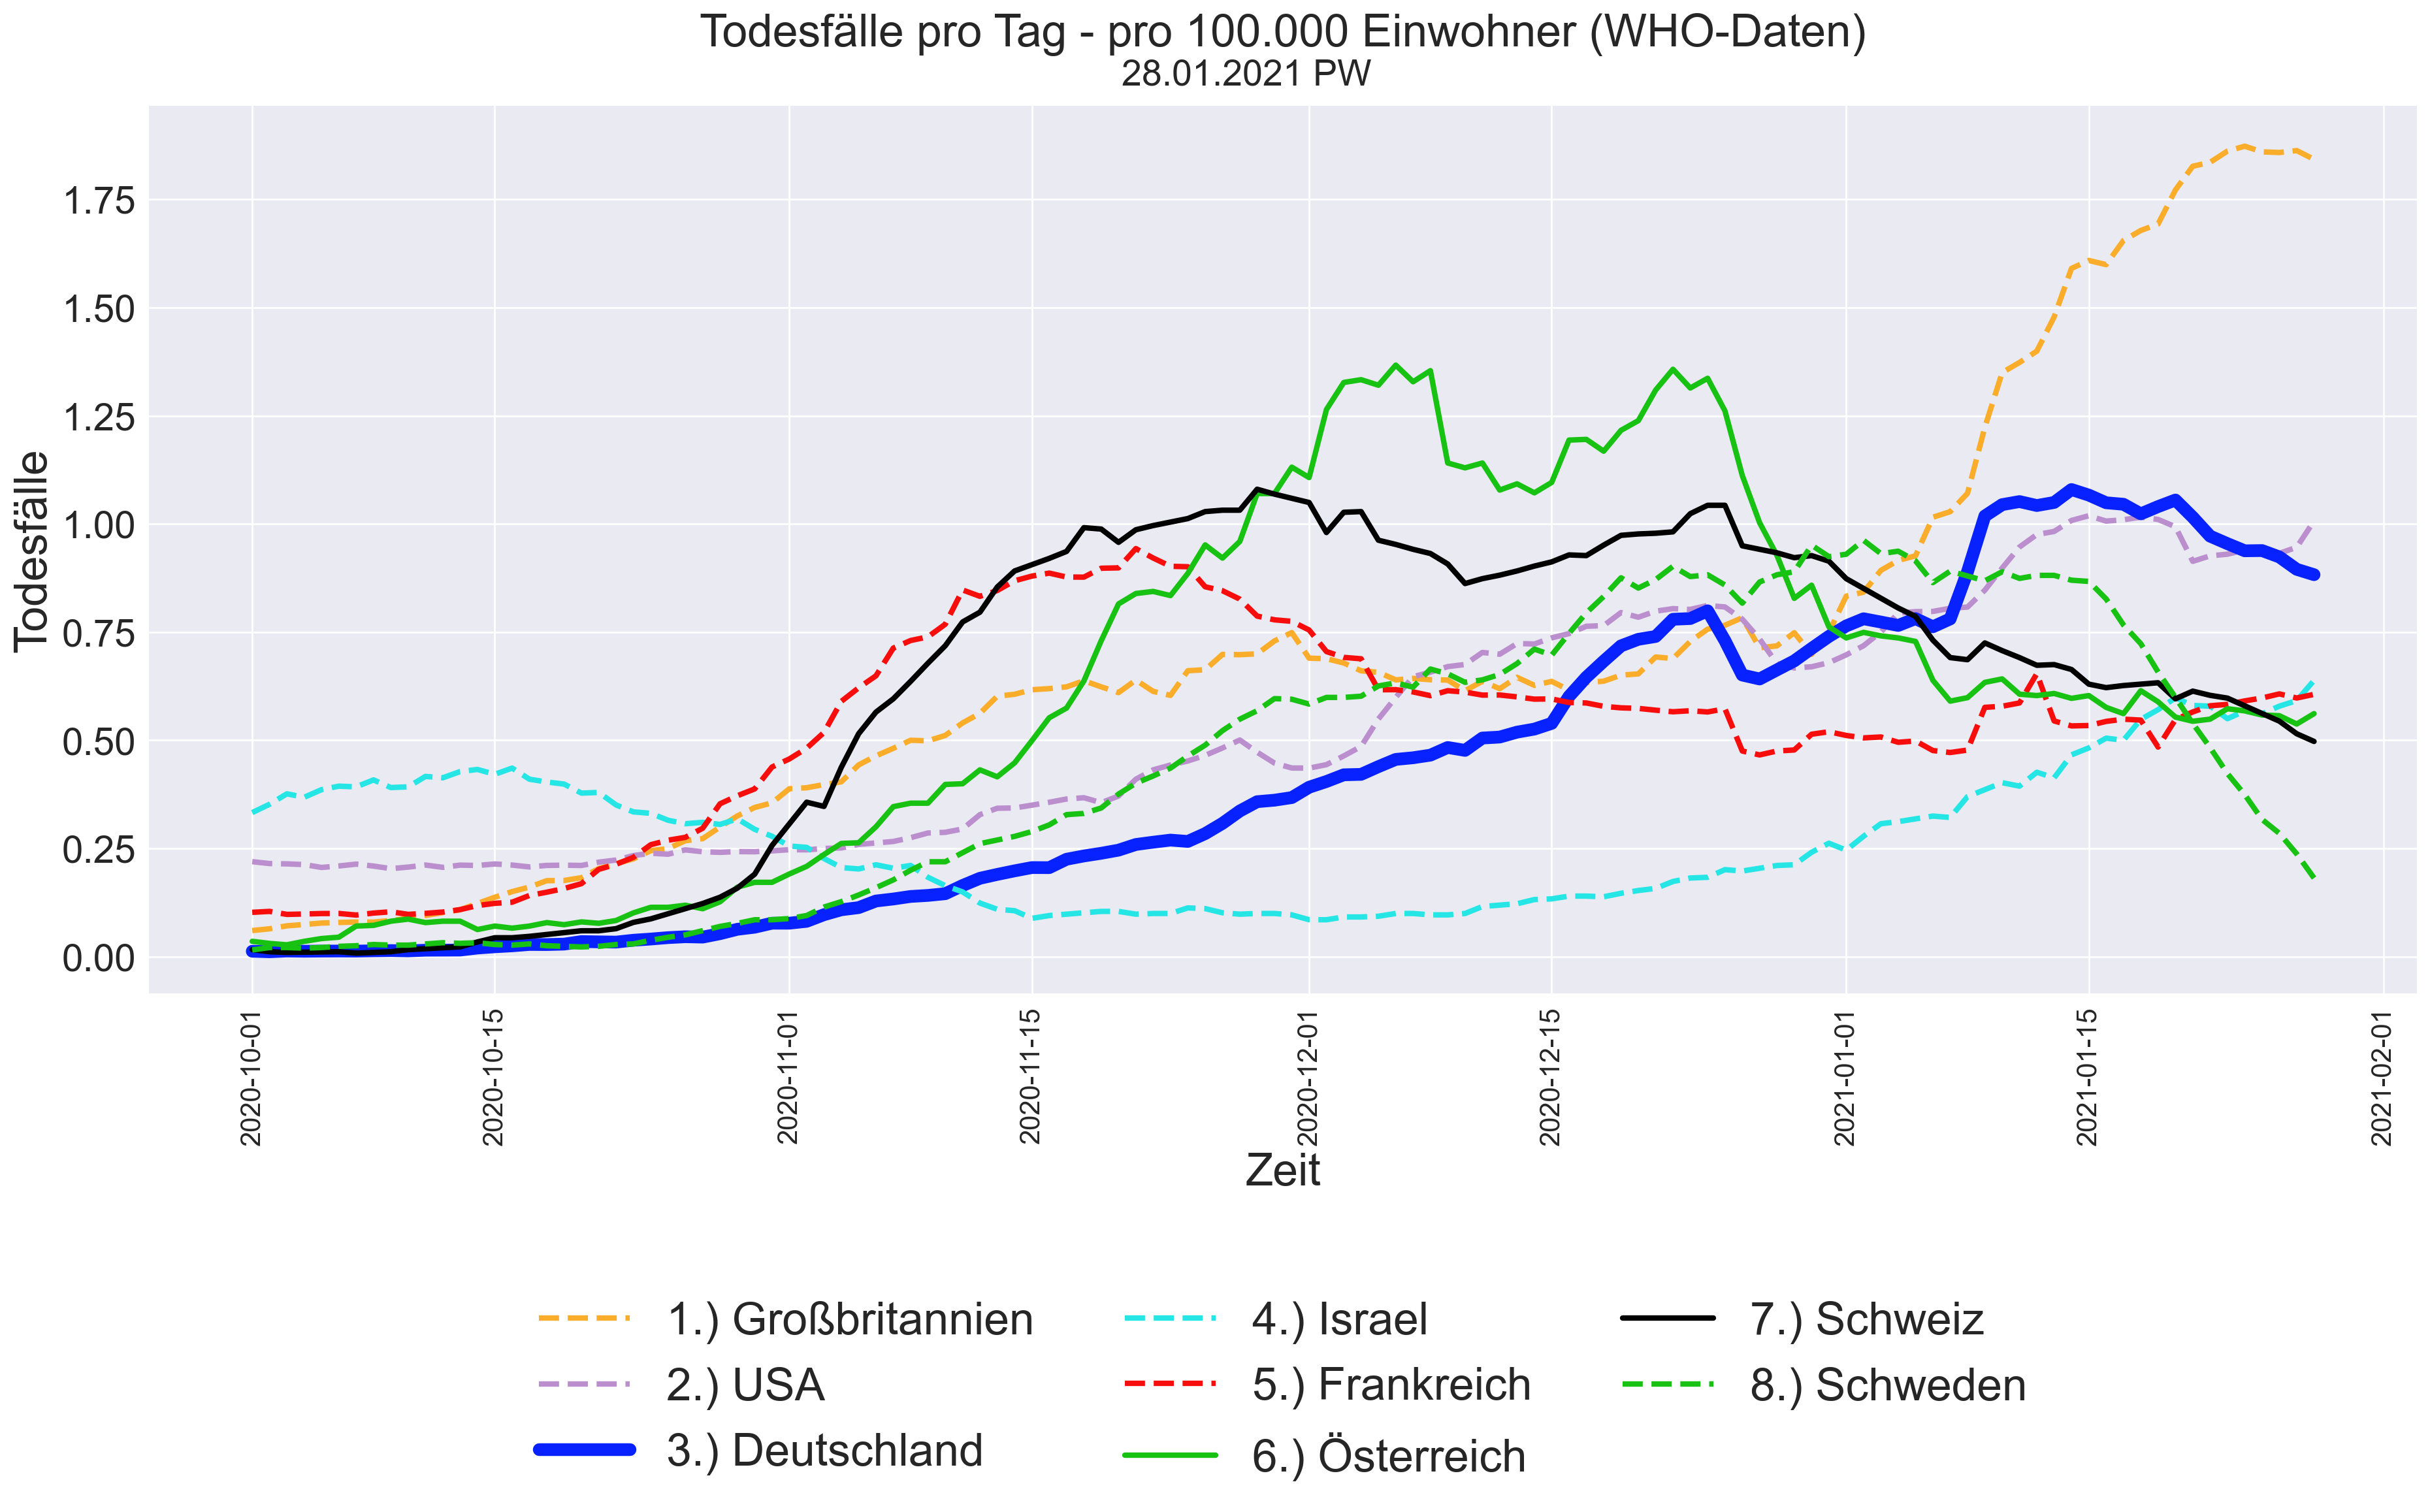 Todesfälle pro Tag - pro 100.000 Einwohner (WHO-Daten)
28.01.2021 PW
Todesfälle
1.75
1.50
1.25
1.00
0.75
0.50
0.25
0.00
2020-10-01
2020-10-15
2020-11-01
2020-11-15
2020-12-01
2020-12-15
2021-01-01
2021-01-15
2021-02-01
Zeit
1.) Großbritannien
2.) USA
3.) Deutschland
4.) Israel
5.) Frankreich
6.) Österreich
7.) Schweiz
8.) Schweden